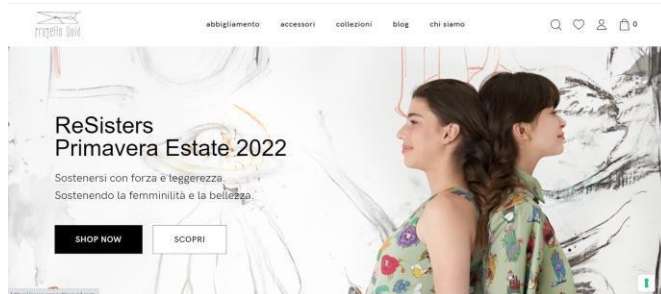 progetto Quid
abbigliamento accessori collezioni blog chi siamo 0
ReSisters
Primavera Estate 2022
Sostenersi con forza e leggerezza.
Sostenendo la femminilità e la bellezza.
SHOP NOW SCOPRI